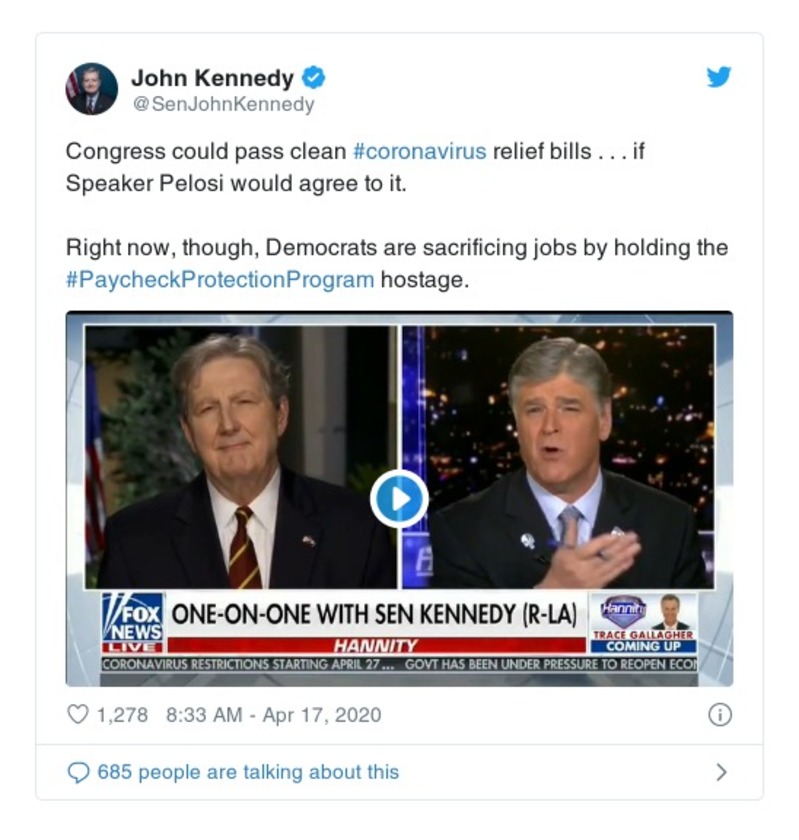 John Kennedy
@SenJohnKennedy
Congress could pass clean #coronavirus relief bills . . . if
Speaker Pelosi would agree to it.
Right now, though, Democrats are sacrificing jobs by holding the
#PaycheckProtectionProgram hostage.
FOX
NEWS
LIVE
ONE-ON-ONE WITH SEN KENNEDY (R-LA)
HANNITY
Hannity
TRACE GALLAGHER
COMING UP
CORONAVIRUS RESTRICTIONS STARTING APRIL 27... GOVT HAS BEEN UNDER PRESSURE TO REOPEN ECON
1,278 8:33 AM - Apr 17, 2020
685 people are talking about this